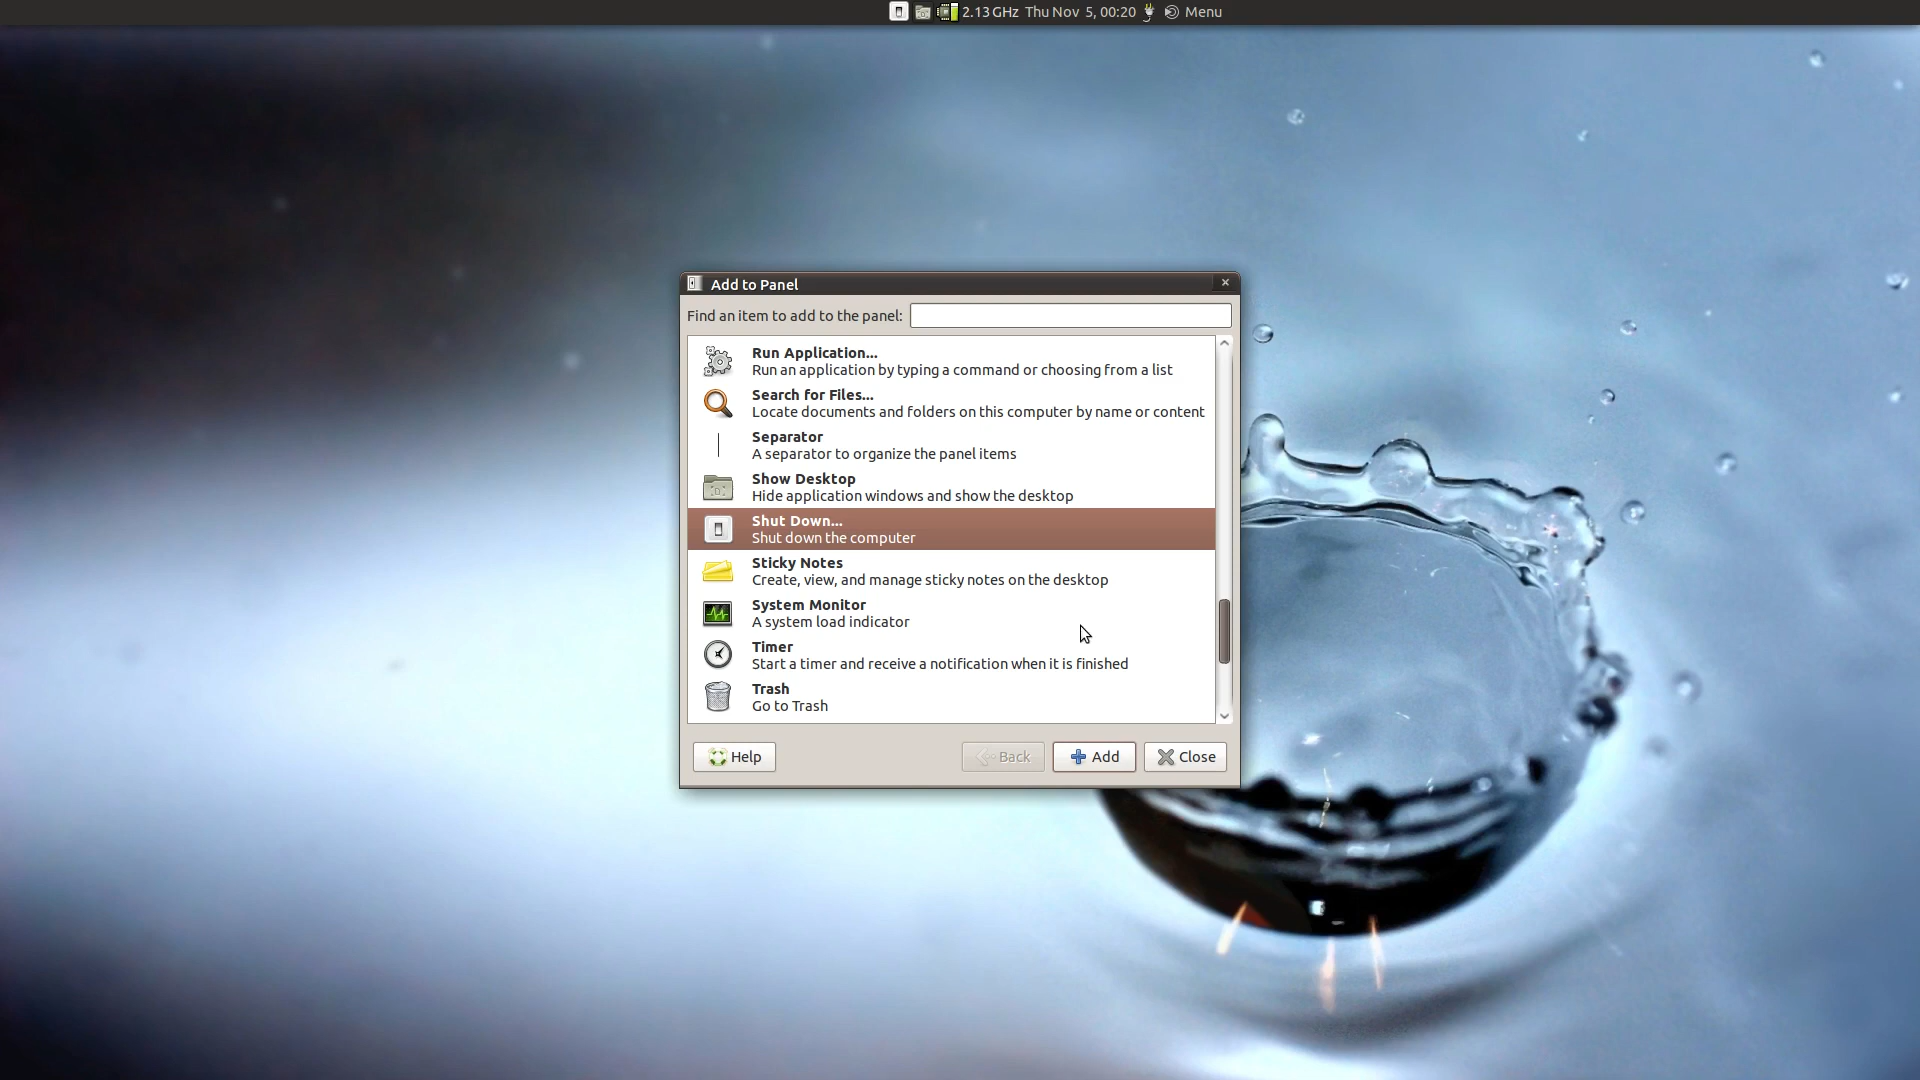 2.13 GHz Thu Nov 5, 00:20 Menu
Add to Panel
Find an item to add to the panel:
Run Application...
Run an application by typing a command or choosing from a list
Search for Files...
Locate documents and folders on this computer by name or content
Separator
A separator to organize the panel items
Show Desktop
Hide application windows and show the desktop
Shut Down...
Shut down the computer
Sticky Notes
Create, view, and manage sticky notes on the desktop
System Monitor
A system load indicator
Timer
Start a timer and receive a notification when it is finished
Trash
Go to Trash
Help Back Add Close